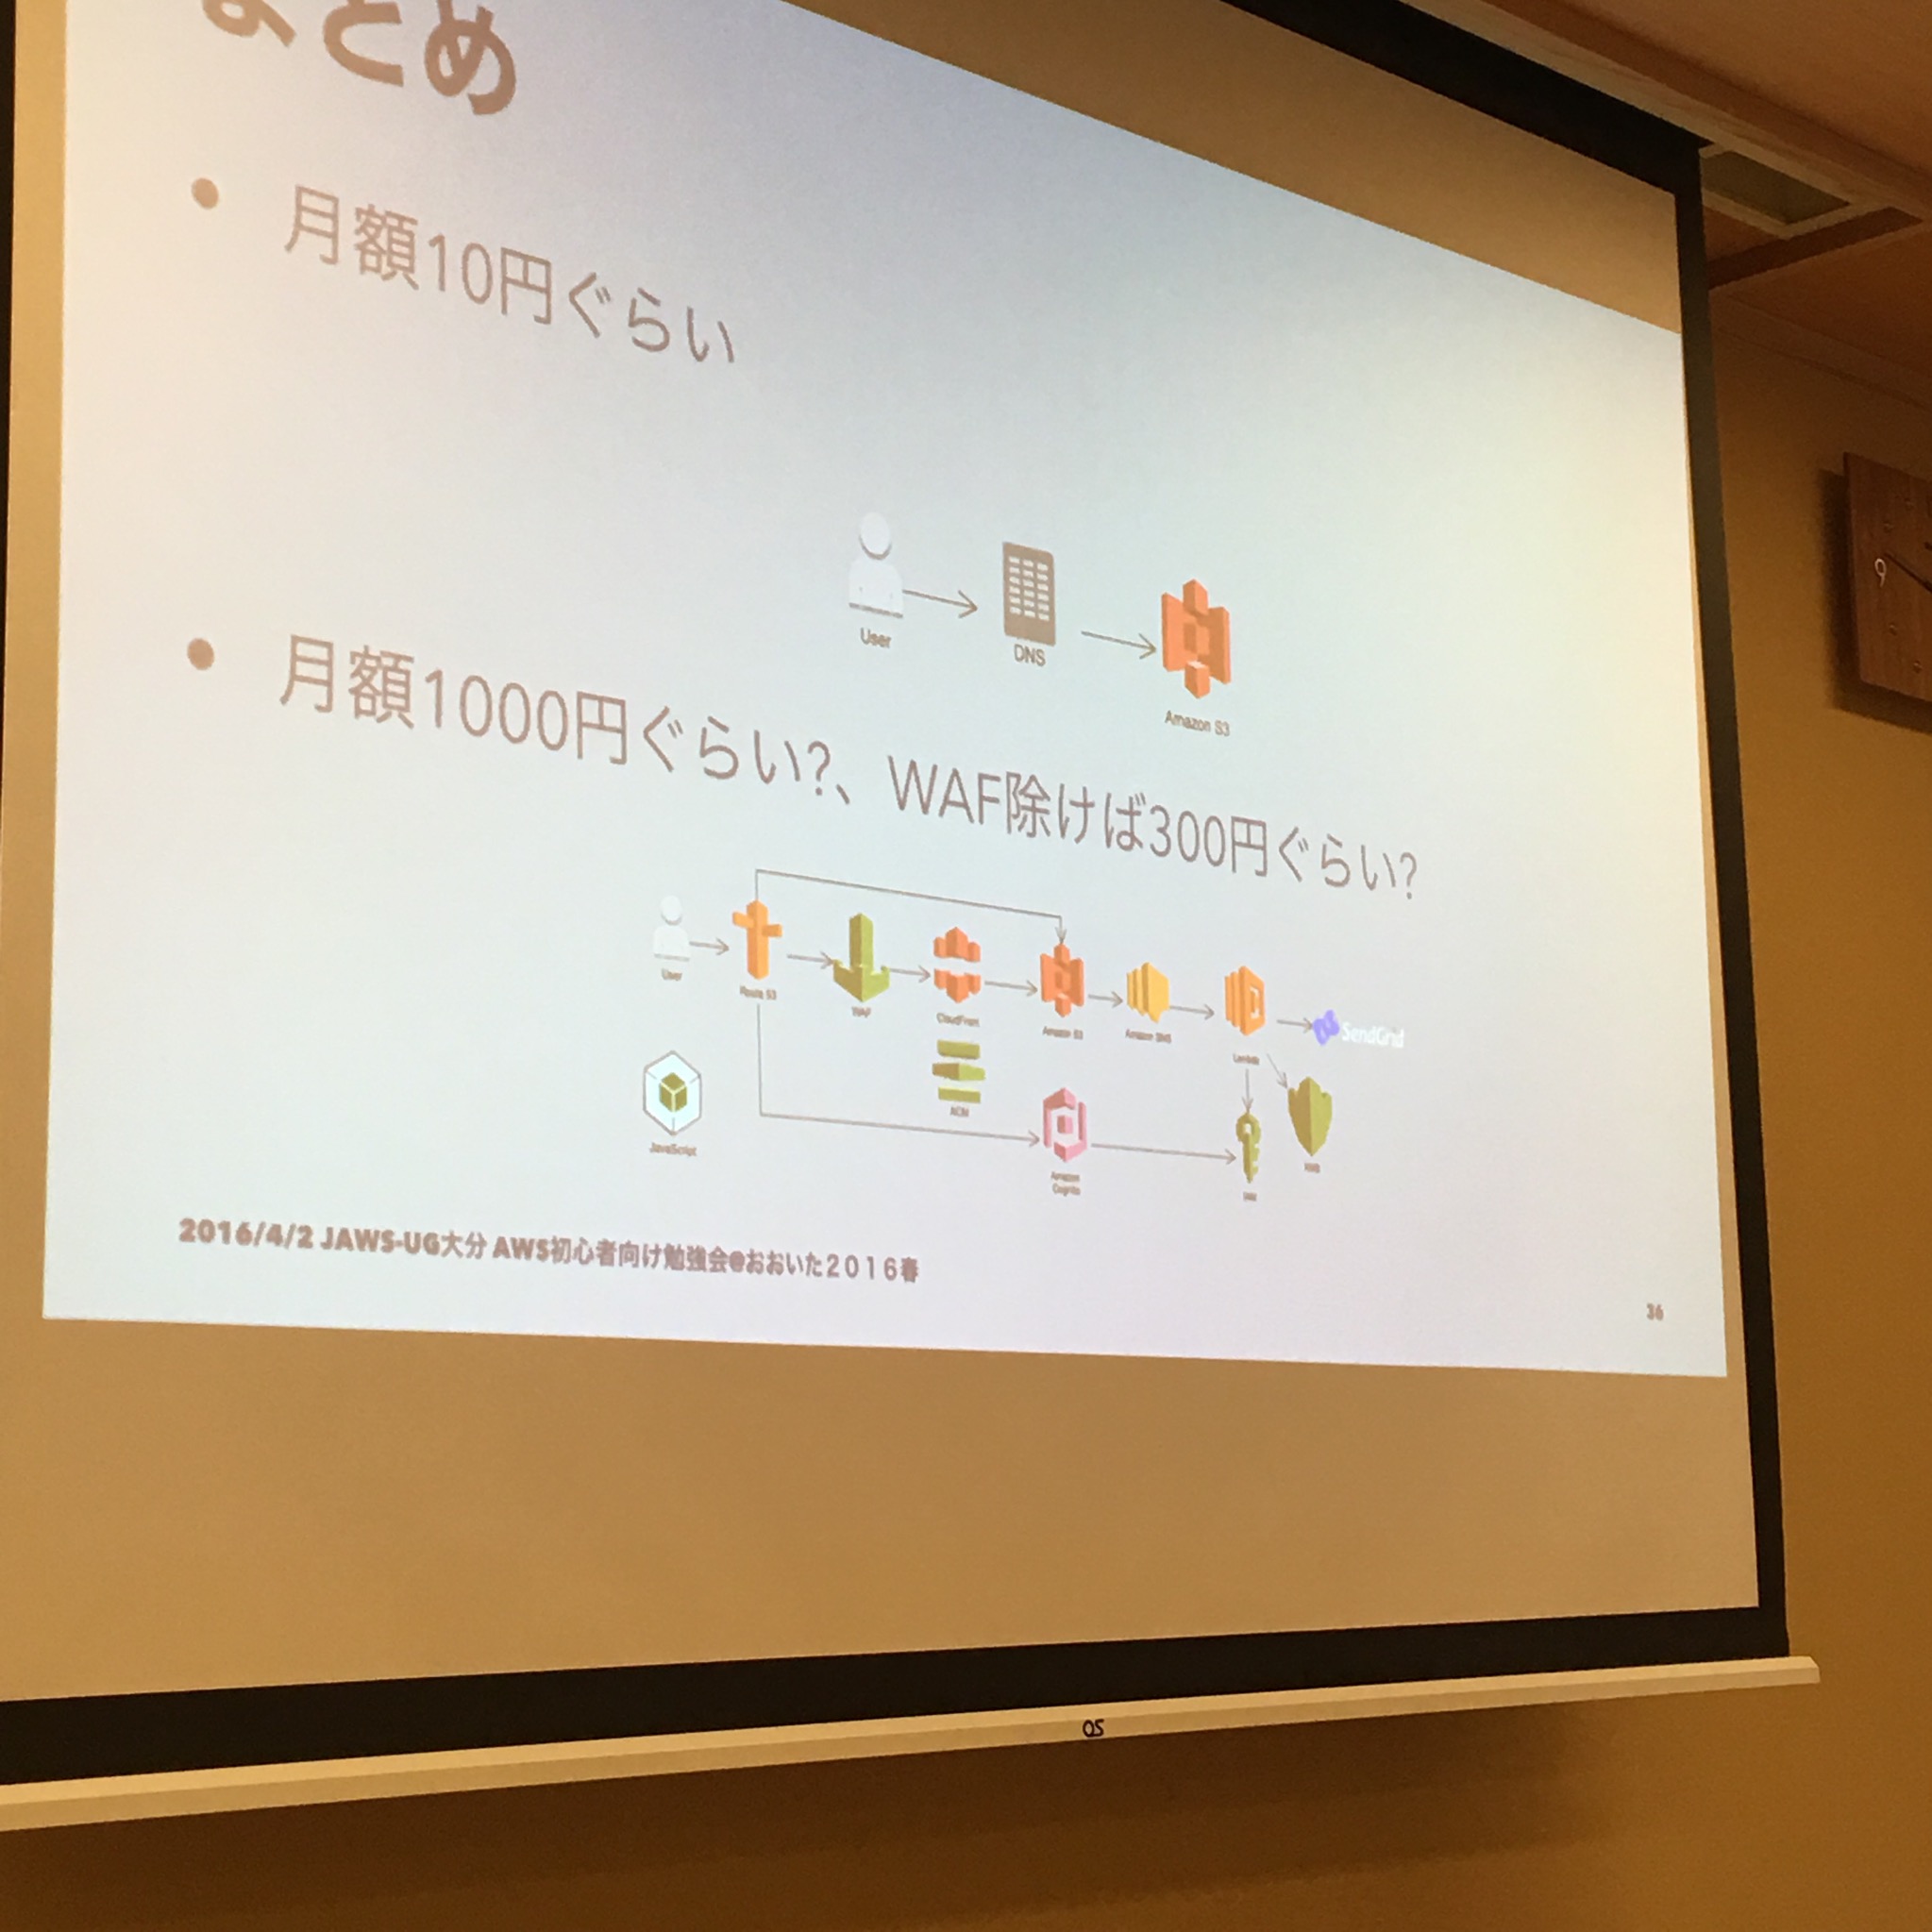 まとめ
• 月額10円ぐらい
User
DNS
Amazon S3
• 月額1000円ぐらい?、WAF除けば300円ぐらい?
User
Route 53
WAF
CloudFront
Amazon S3
Amazon SNS
Lambda
SendGrid
ACM
JavaScript
Amazon
Cognito
2016/4/2 JAWS-UG大分 AWS初心者向け勉強会@おおいた2016春
36
9
OS